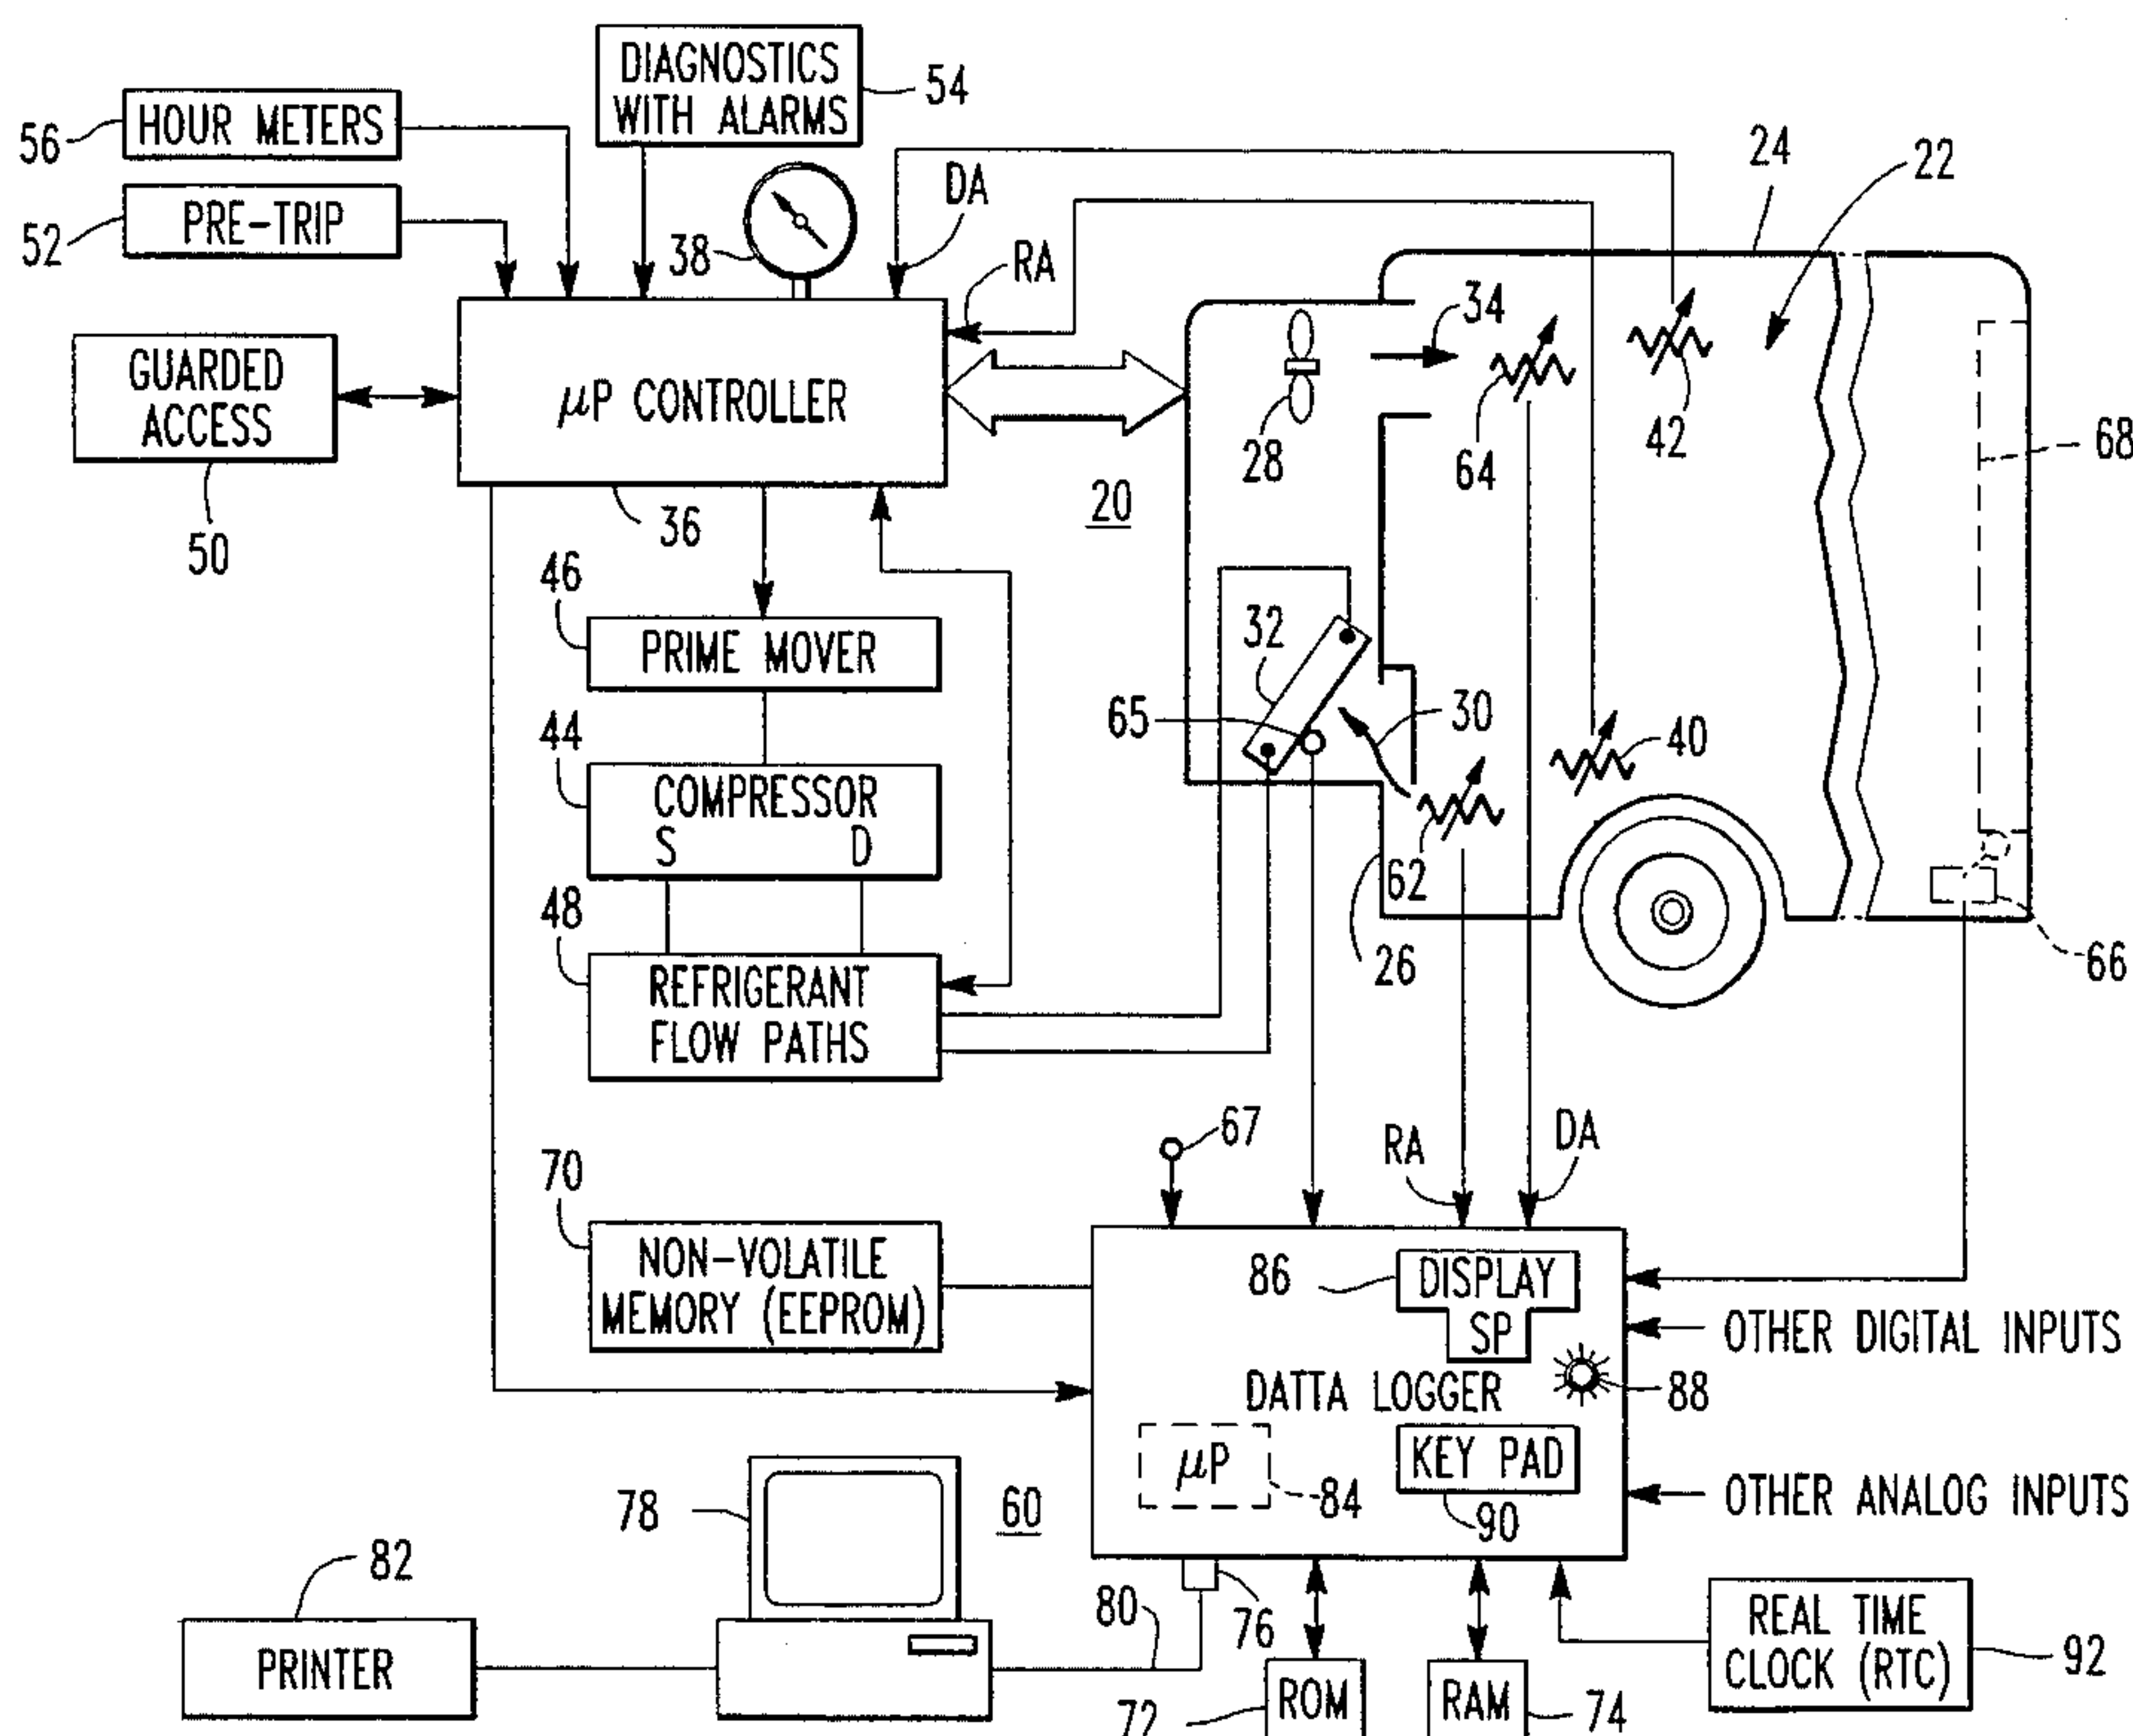 DIAGNOSTICS
WITH ALARMS
54
HOUR METERS
56
PRE-TRIP
52
38
DA
RA
24
22
GUARDED
ACCESS
50
µP CONTROLLER
36
20
28
34
64
42
68
46
PRIME MOVER
32
65
30
40
44
COMPRESSOR
S D
62
48
REFRIGERANT
FLOW PATHS
26
66
67
RA
DA
70
NON-VOLATILE
MEMORY (EEPROM)
86
DISPLAY
SP
OTHER DIGITAL INPUTS
DATTA LOGGER
88
µP
84
KEY PAD
90
OTHER ANALOG INPUTS
78
60
82
PRINTER
80
76
ROM
72
RAM
74
REAL TIME
CLOCK (RTC)
92